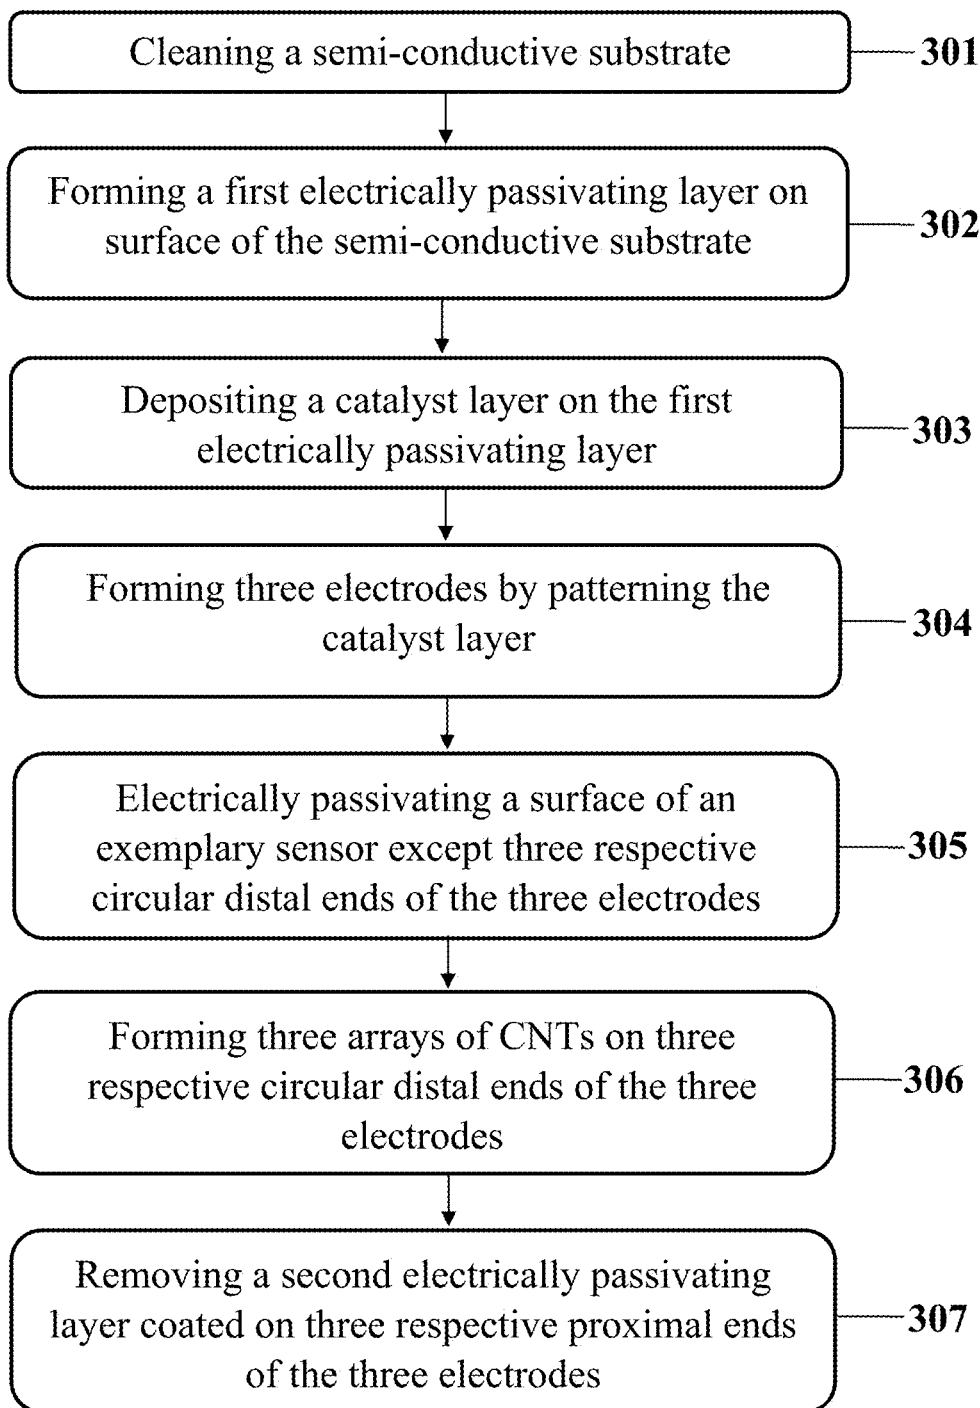 Cleaning a semi-conductive substrate
301
Forming a first electrically passivating layer on
surface of the semi-conductive substrate
302
Depositing a catalyst layer on the first
electrically passivating layer
303
Forming three electrodes by patterning the
catalyst layer
304
Electrically passivating a surface of an
exemplary sensor except three respective
circular distal ends of the three electrodes
305
Forming three arrays of CNTs on three
respective circular distal ends of the three
electrodes
306
Removing a second electrically passivating
layer coated on three respective proximal ends
of the three electrodes
307